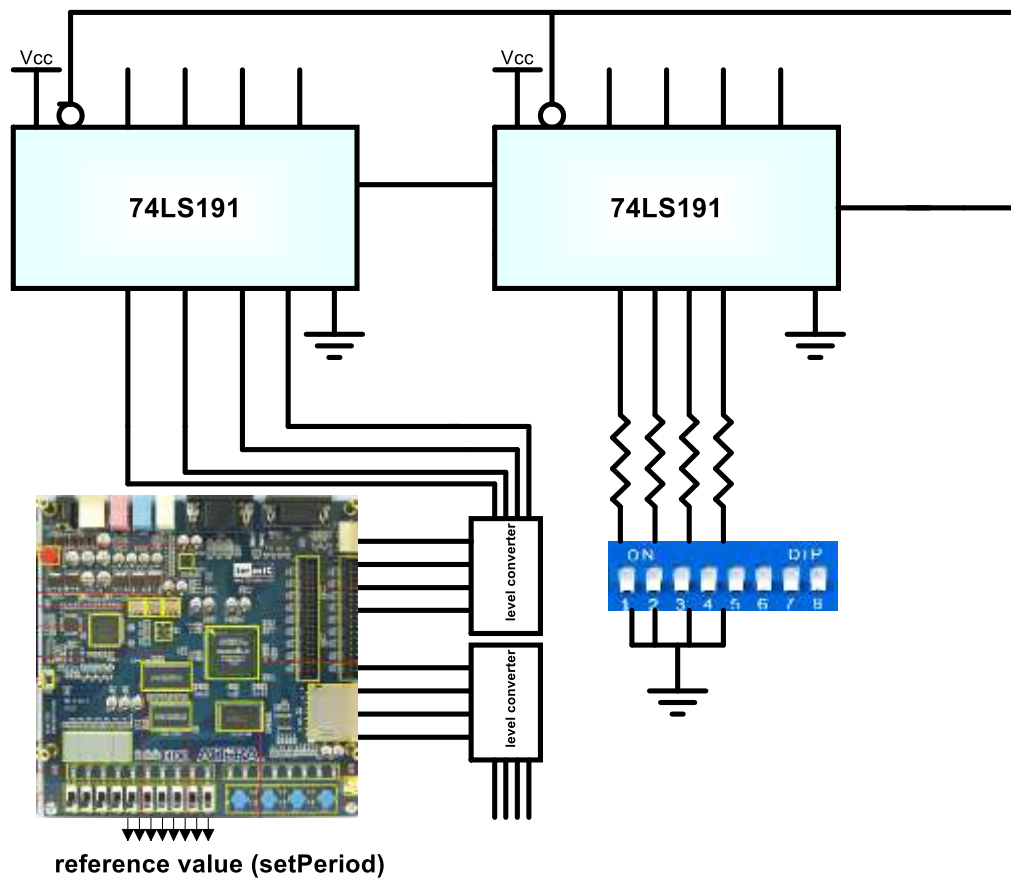 Vcc
Vcc
74LS191
74LS191
level converter
level converter
ON DIP
1 2 3 4 5 6 7 8
ALTERA
reference value (setPeriod)